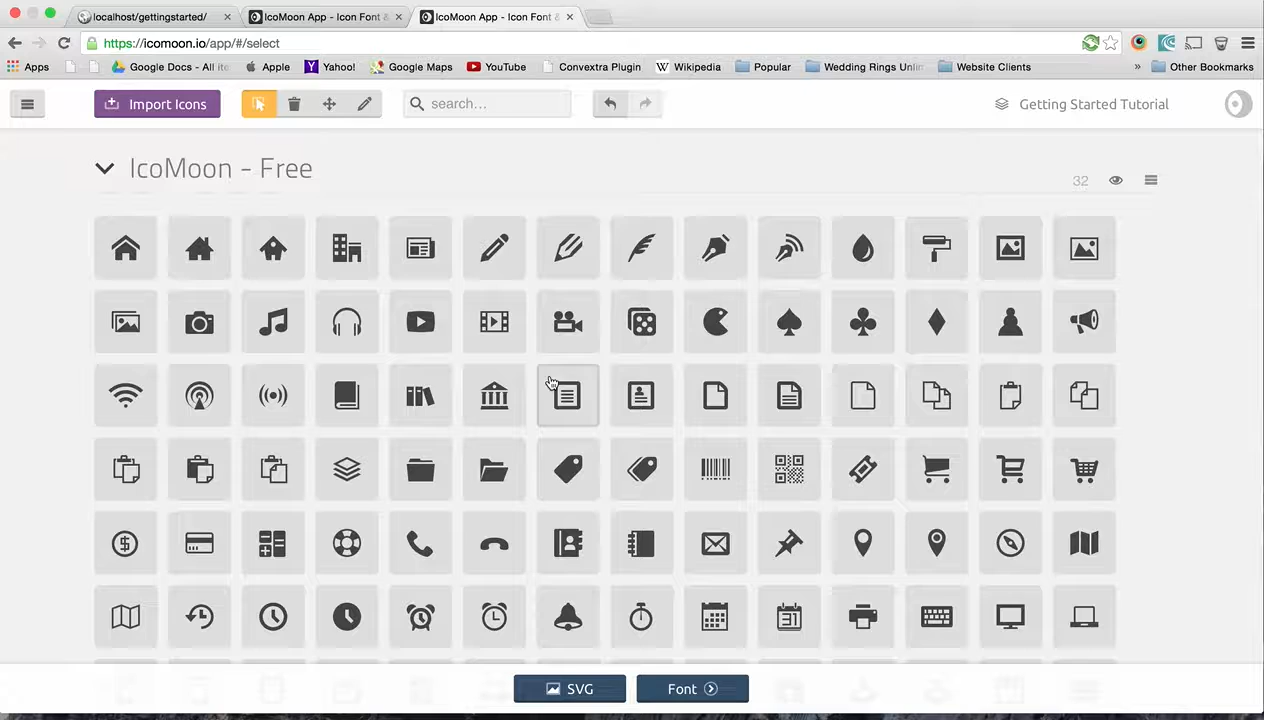 localhost/gettingstarted/
IcoMoon App - Icon Font &
IcoMoon App - Icon Font &
https://icomoon.io/app/#/select
Apps
Google Docs - All ite
Apple
Yahoo!
Google Maps
YouTube
Convextra Plugin
Wikipedia
Popular
Wedding Rings Unlin
Website Clients
»
Other Bookmarks
Import Icons
search...
Getting Started Tutorial
IcoMoon - Free
32
31
SVG
Font